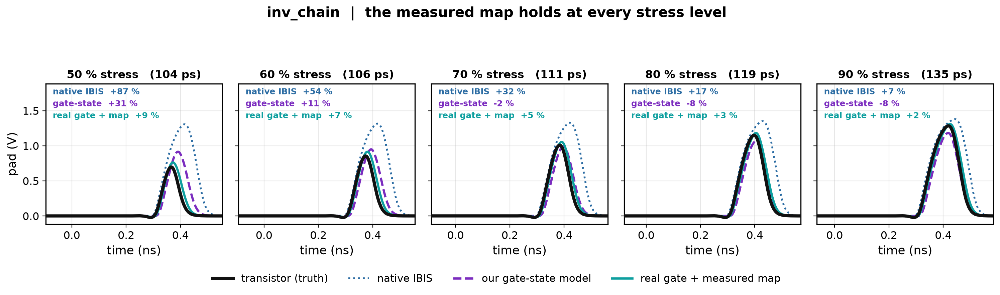 inv_chain | the measured map holds at every stress level
50 % stress (104 ps)
native IBIS +87 %
gate-state +31 %
real gate + map +9 %
60 % stress (106 ps)
native IBIS +54 %
gate-state +11 %
real gate + map +7 %
70 % stress (111 ps)
native IBIS +32 %
gate-state -2 %
real gate + map +5 %
80 % stress (119 ps)
native IBIS +17 %
gate-state -8 %
real gate + map +3 %
90 % stress (135 ps)
native IBIS +7 %
gate-state -8 %
real gate + map +2 %
pad (V)
1.5
1.0
0.5
0.0
0.0 0.2 0.4
time (ns)
0.0 0.2 0.4
time (ns)
0.0 0.2 0.4
time (ns)
0.0 0.2 0.4
time (ns)
0.0 0.2 0.4
time (ns)
transistor (truth) native IBIS our gate-state model real gate + measured map